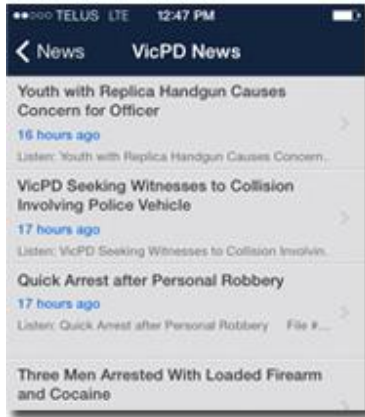 TELUS LTE 12:47 PM
News VicPD News
Youth with Replica Handgun Causes
Concern for Officer
16 hours ago
Listen: Youth with Replica Handgun Causes Concern..
VicPD Seeking Witnesses to Collision
Involving Police Vehicle
17 hours ago
Listen: VicPD Seeking Witnesses to Collision Involvin..
Quick Arrest after Personal Robbery
17 hours ago
Listen: Quick Arrest after Personal Robbery File #...
Three Men Arrested With Loaded Firearm
and Cocaine